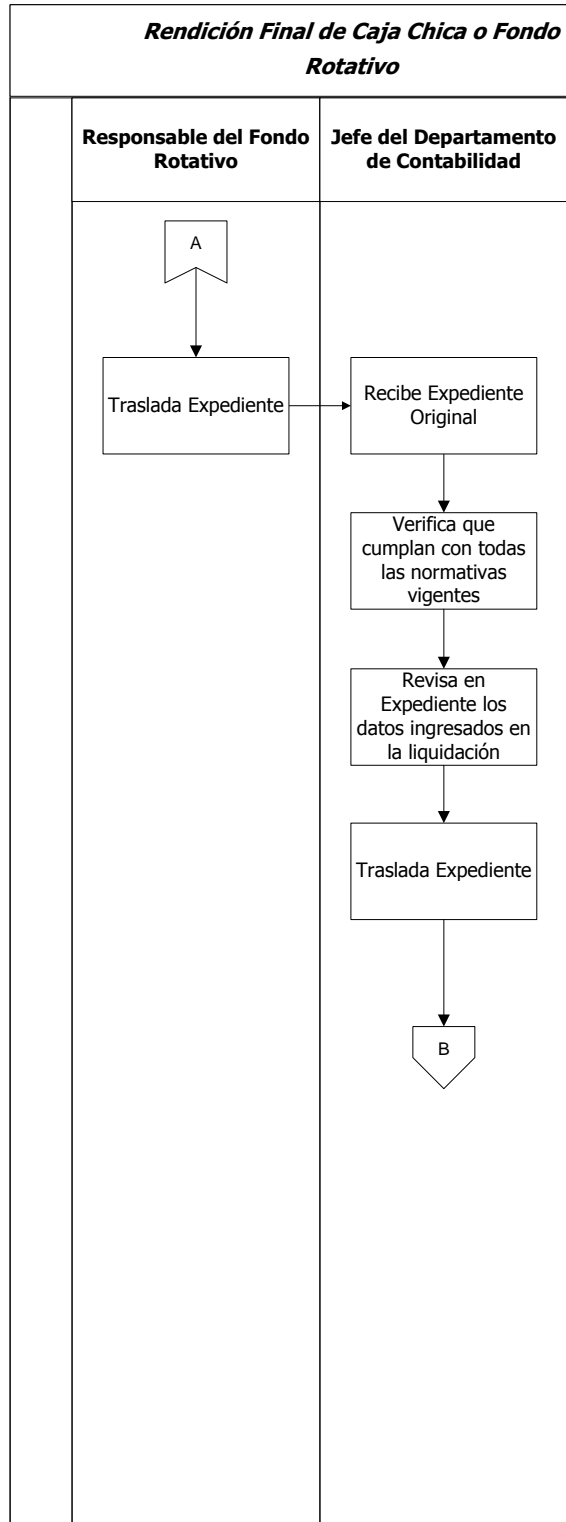 Rendición Final de Caja Chica o Fondo
Rotativo
Responsable del Fondo
Rotativo
Jefe del Departamento
de Contabilidad
A
Traslada Expediente
Recibe Expediente
Original
Verifica que
cumplan con todas
las normativas
vigentes
Revisa en
Expediente los
datos ingresados en
la liquidación
Traslada Expediente
B